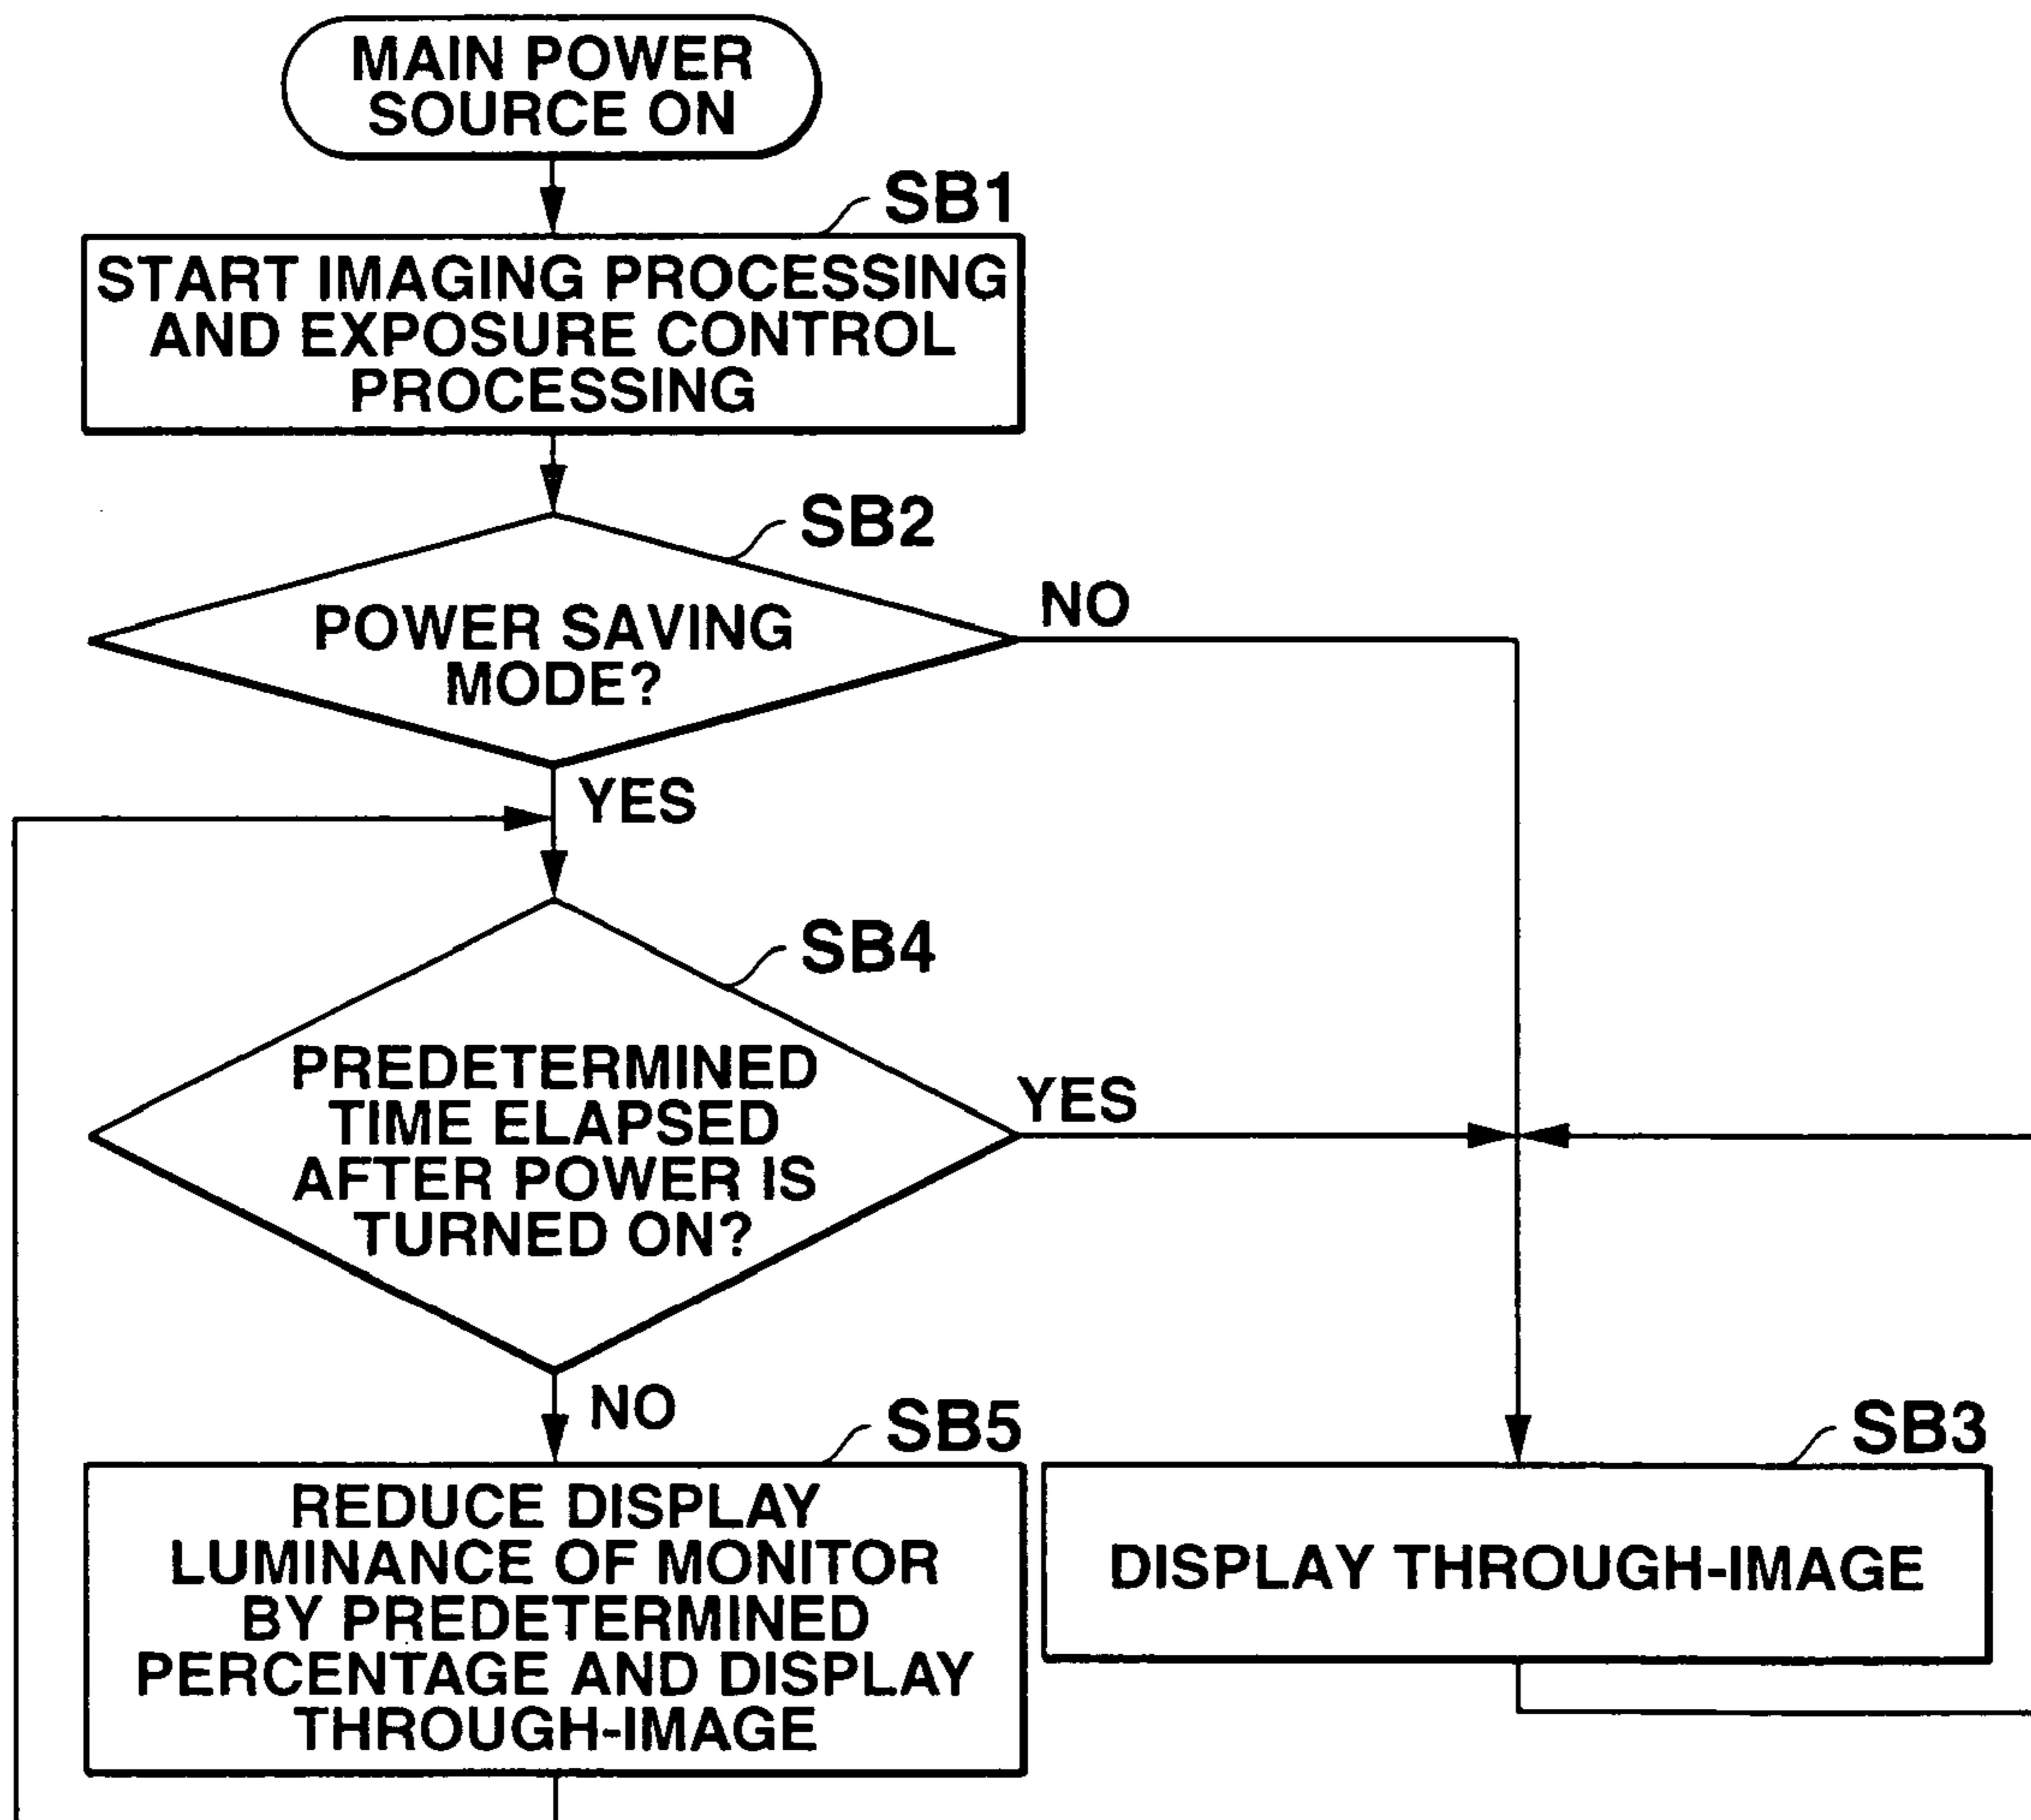 MAIN POWER
SOURCE ON
SB1
START IMAGING PROCESSING
AND EXPOSURE CONTROL
PROCESSING
SB2
POWER SAVING
MODE?
NO
YES
SB4
PREDETERMINED
TIME ELAPSED
AFTER POWER IS
TURNED ON?
YES
NO
SB5
REDUCE DISPLAY
LUMINANCE OF MONITOR
BY PREDETERMINED
PERCENTAGE AND DISPLAY
THROUGH-IMAGE
SB3
DISPLAY THROUGH-IMAGE